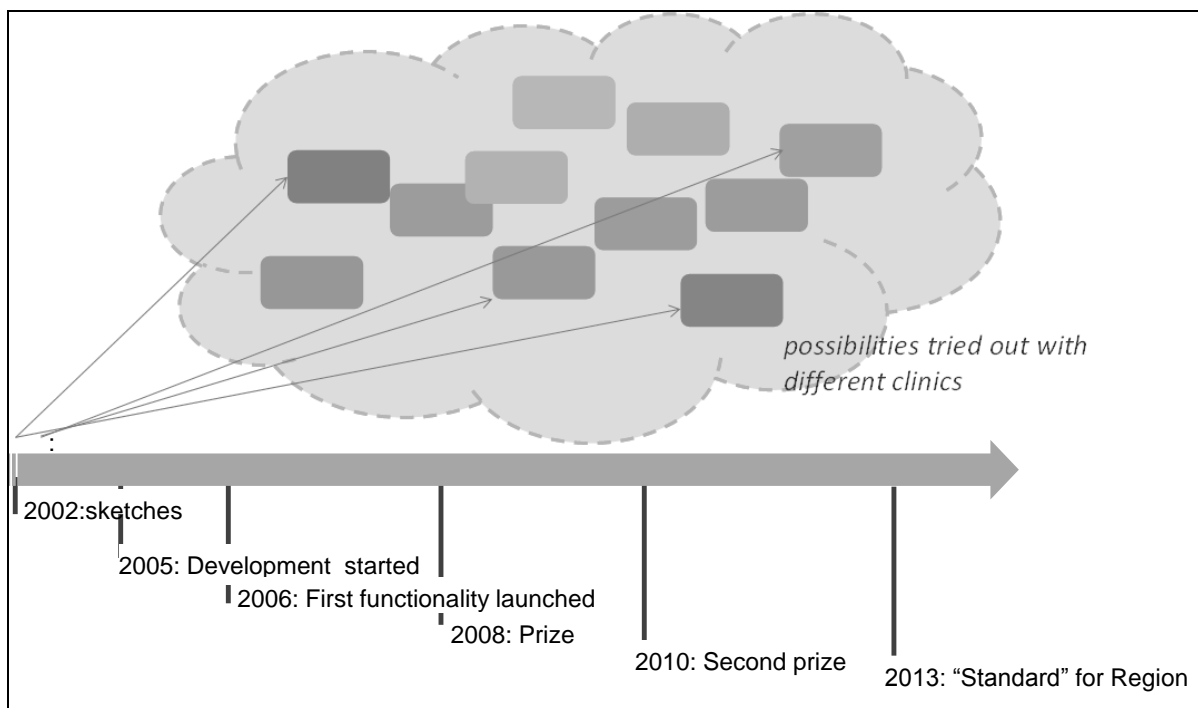 possibilities tried out with
different clinics
:
2002:sketches
2005: Development started
2006: First functionality launched
2008: Prize
2010: Second prize
2013: “Standard” for Region